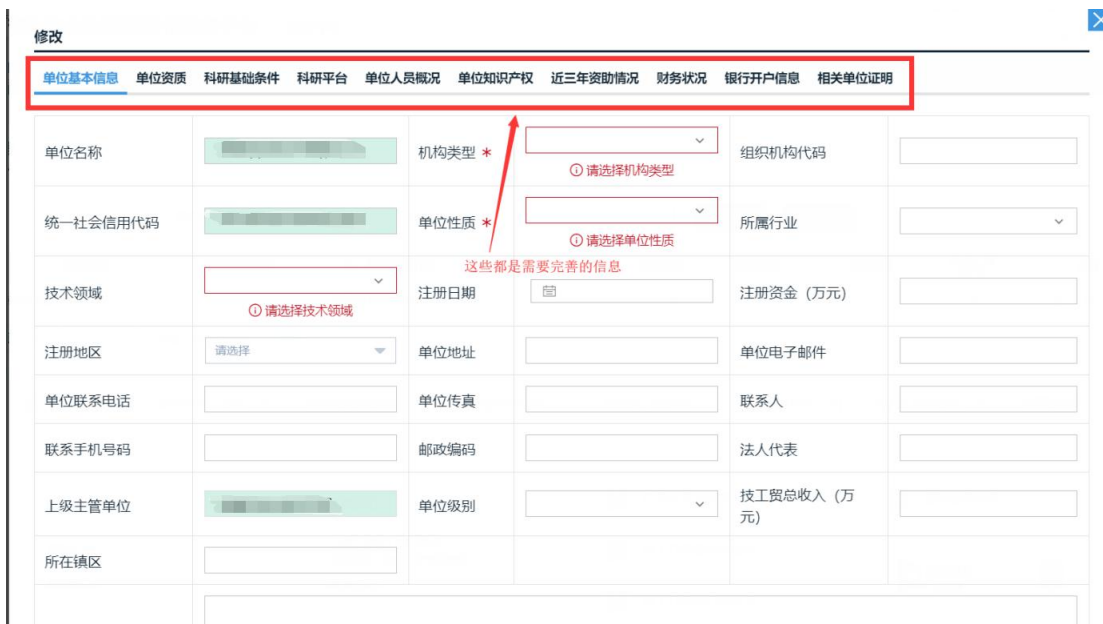 修改
单位基本信息 单位资质 科研基础条件 科研平台 单位人员概况 单位知识产权 近三年资助情况 财务状况 银行开户信息 相关单位证明
单位名称 机构类型 * 组织机构代码
请选择机构类型
统一社会信用代码 单位性质 * 所属行业
请选择单位性质
这些都是需要完善的信息
技术领域 注册日期 注册资金（万元）
请选择技术领域
注册地区 请选择 单位地址 单位电子邮件
单位联系电话 单位传真 联系人
联系手机号码 邮政编码 法人代表
上级主管单位 单位级别 技工贸总收入（万
元）
所在镇区